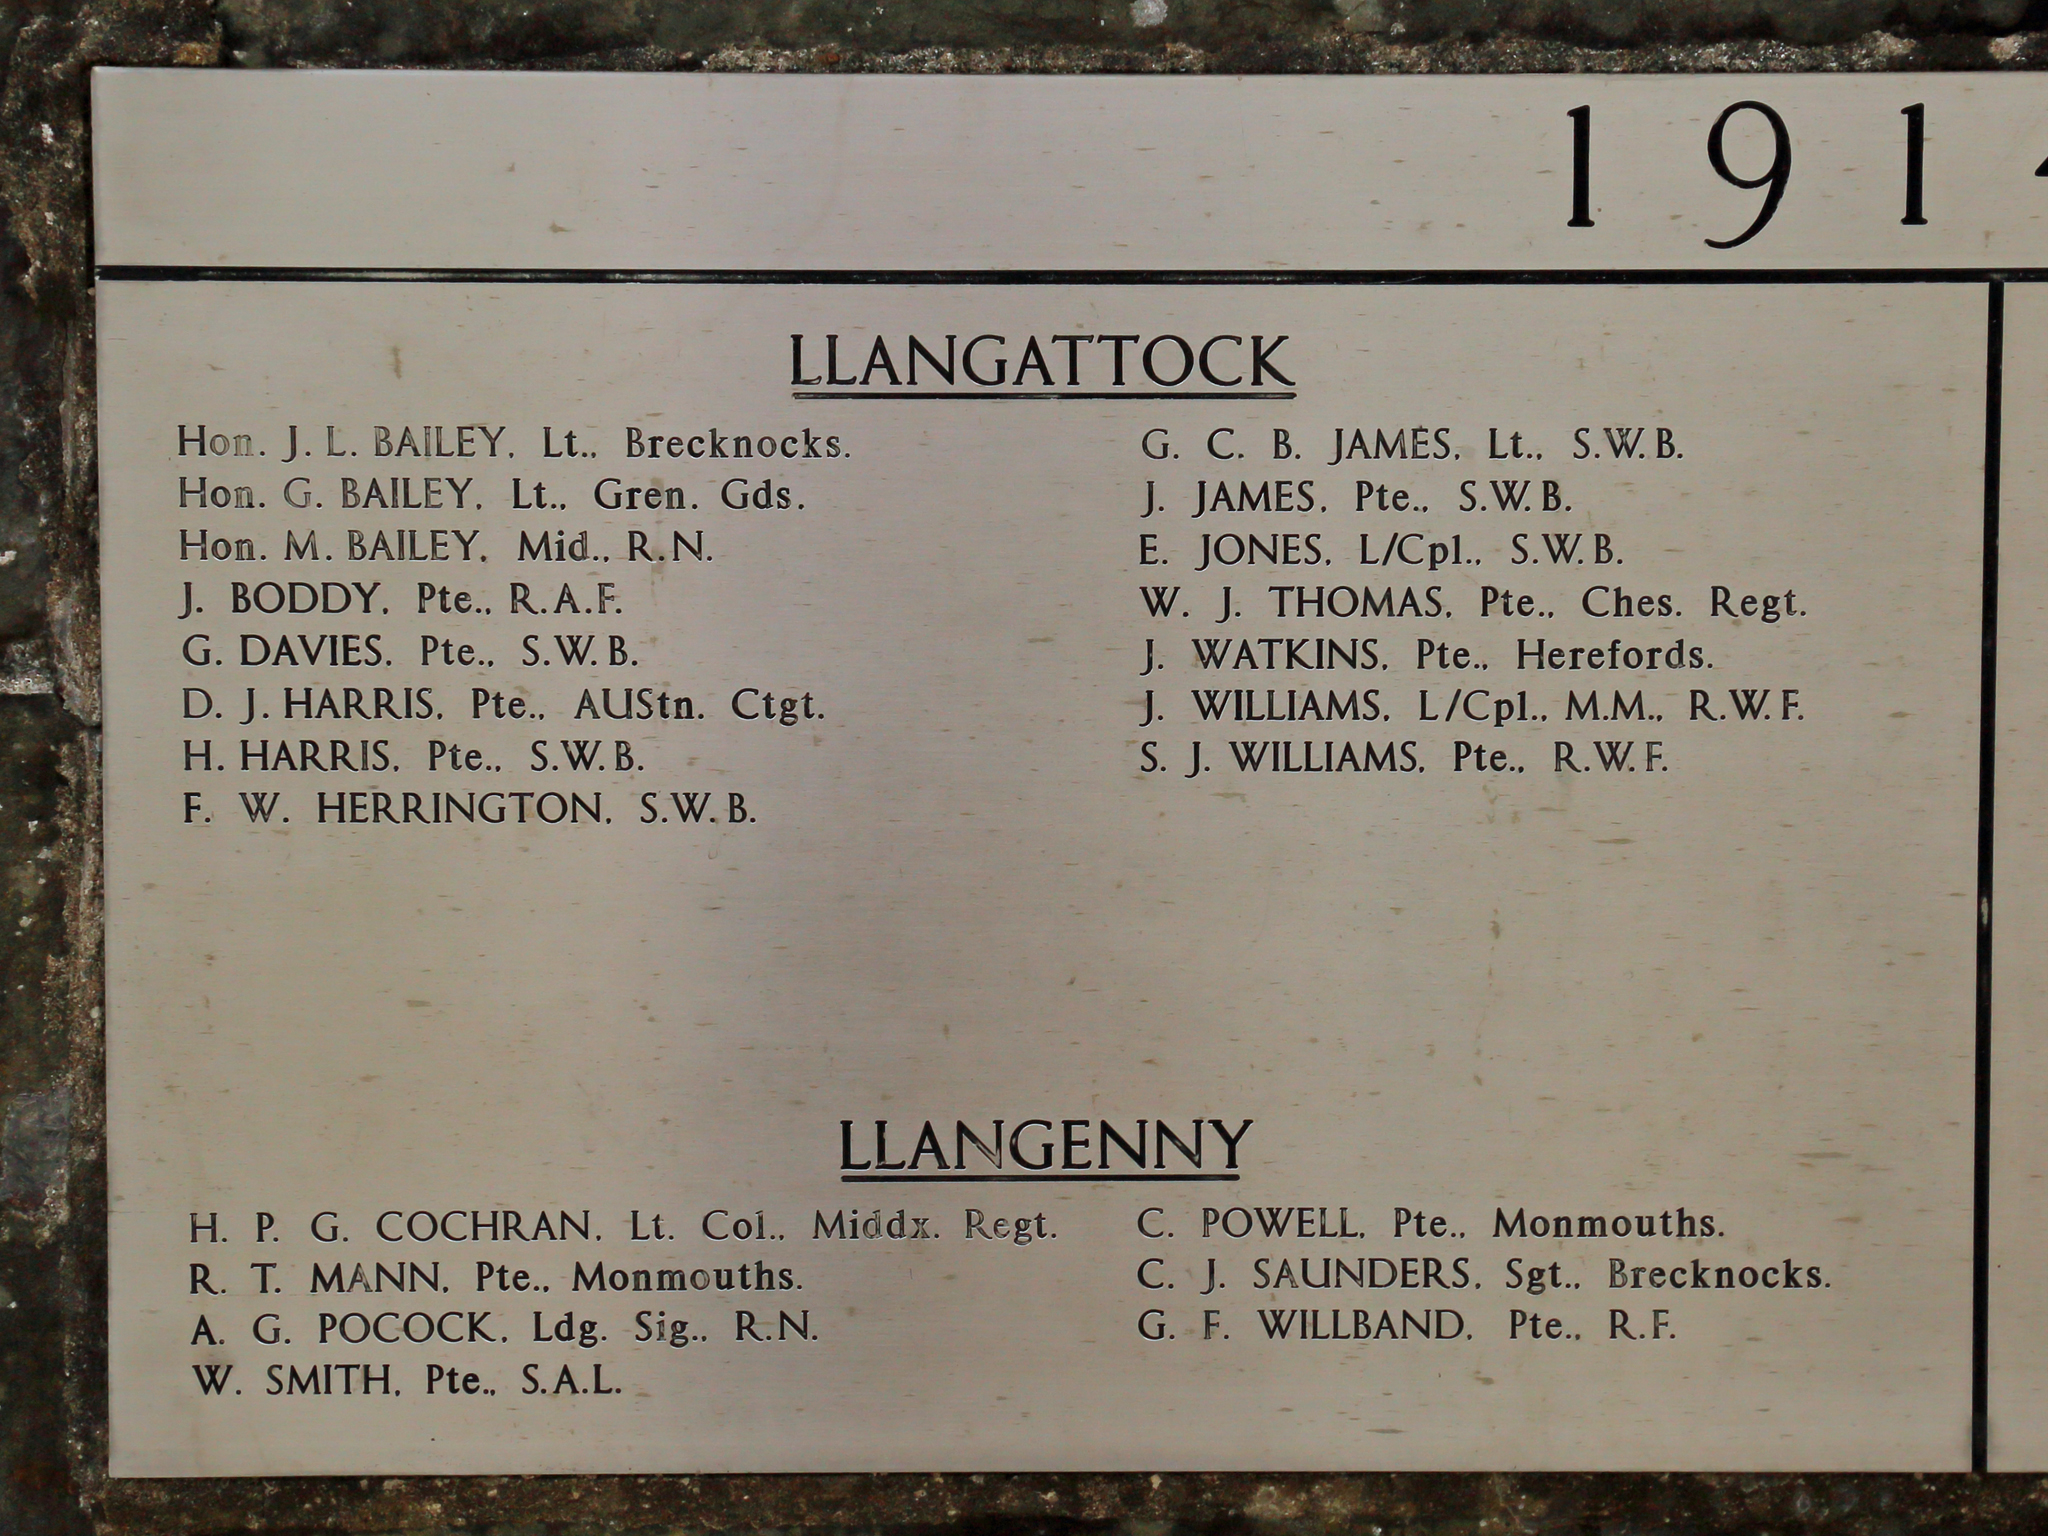 191
LLANGATTOCK
Hon. J. L. BAILEY, Lt., Brecknocks.
Hon. G. BAILEY, Lt., Gren. Gds.
Hon. M. BAILEY, Mid., R.N.
J. BODDY, Pte., R.A.F.
G. DAVIES, Pte., S.W.B.
D. J. HARRIS, Pte., AUStn. Ctgt.
H. HARRIS, Pte., S.W.B.
F. W. HERRINGTON, S.W.B.
G. C. B. JAMES, Lt., S.W.B.
J. JAMES, Pte., S.W.B.
E. JONES, L/Cpl., S.W.B.
W. J. THOMAS, Pte., Ches. Regt.
J. WATKINS, Pte., Herefords.
J. WILLIAMS, L/Cpl., M.M., R.W.F.
S. J. WILLIAMS, Pte., R.W.F.
LLANGENNY
H. P. G. COCHRAN, Lt. Col., Middx. Regt.
R. T. MANN, Pte., Monmouths.
A. G. POCOCK, Ldg. Sig., R.N.
W. SMITH, Pte., S.A.L.
C. POWELL, Pte., Monmouths.
C. J. SAUNDERS, Sgt., Brecknocks.
G. F. WILLBAND, Pte., R.F.